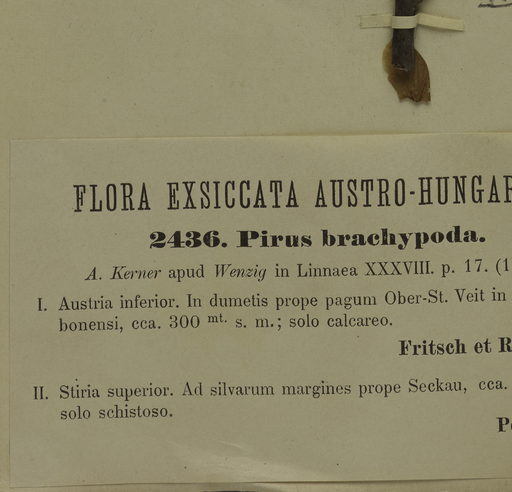 FLORA EXSICCATA AUSTRO-HUNGAR
2436. Pirus brachypoda.
A. Kerner apud Wenzig in Linnaea XXXVIII. p. 17. (1
I. Austria inferior. In dumetis prope pagum Ober-St. Veit in
bonensi, cca. 300 mt. s. m.; solo calcareo.
Fritsch et R
II. Stiria superior. Ad silvarum margines prope Seckau, cca.
solo schistoso.